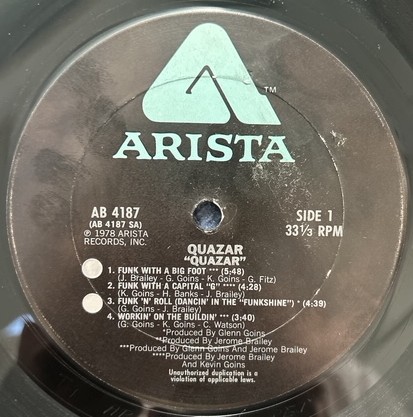 TM
ARISTA
AB 4187
(AB 4187 SA)
℗ 1978 ARISTA
RECORDS, INC.
SIDE 1
33⅓ RPM
QUAZAR
"QUAZAR"
1. FUNK WITH A BIG FOOT *** (5:48)
(J. Brailey - G. Goins - K. Goins - G. Fitz)
2. FUNK WITH A CAPITAL "G" **** (4:28)
(K. Goins - H. Banks - J. Brailey)
3. FUNK 'N' ROLL (DANCIN' IN THE "FUNKSHINE") * (4:39)
(G. Goins - J. Brailey)
4. WORKIN' ON THE BUILDIN' *** (3:40)
(G. Goins - K. Goins - C. Watson)
*Produced By Glenn Goins
**Produced By Jerome Brailey
***Produced By Glenn Goins And Jerome Brailey
****Produced By Jerome Brailey
And Kevin Goins
Unauthorized duplication is a
violation of applicable laws.